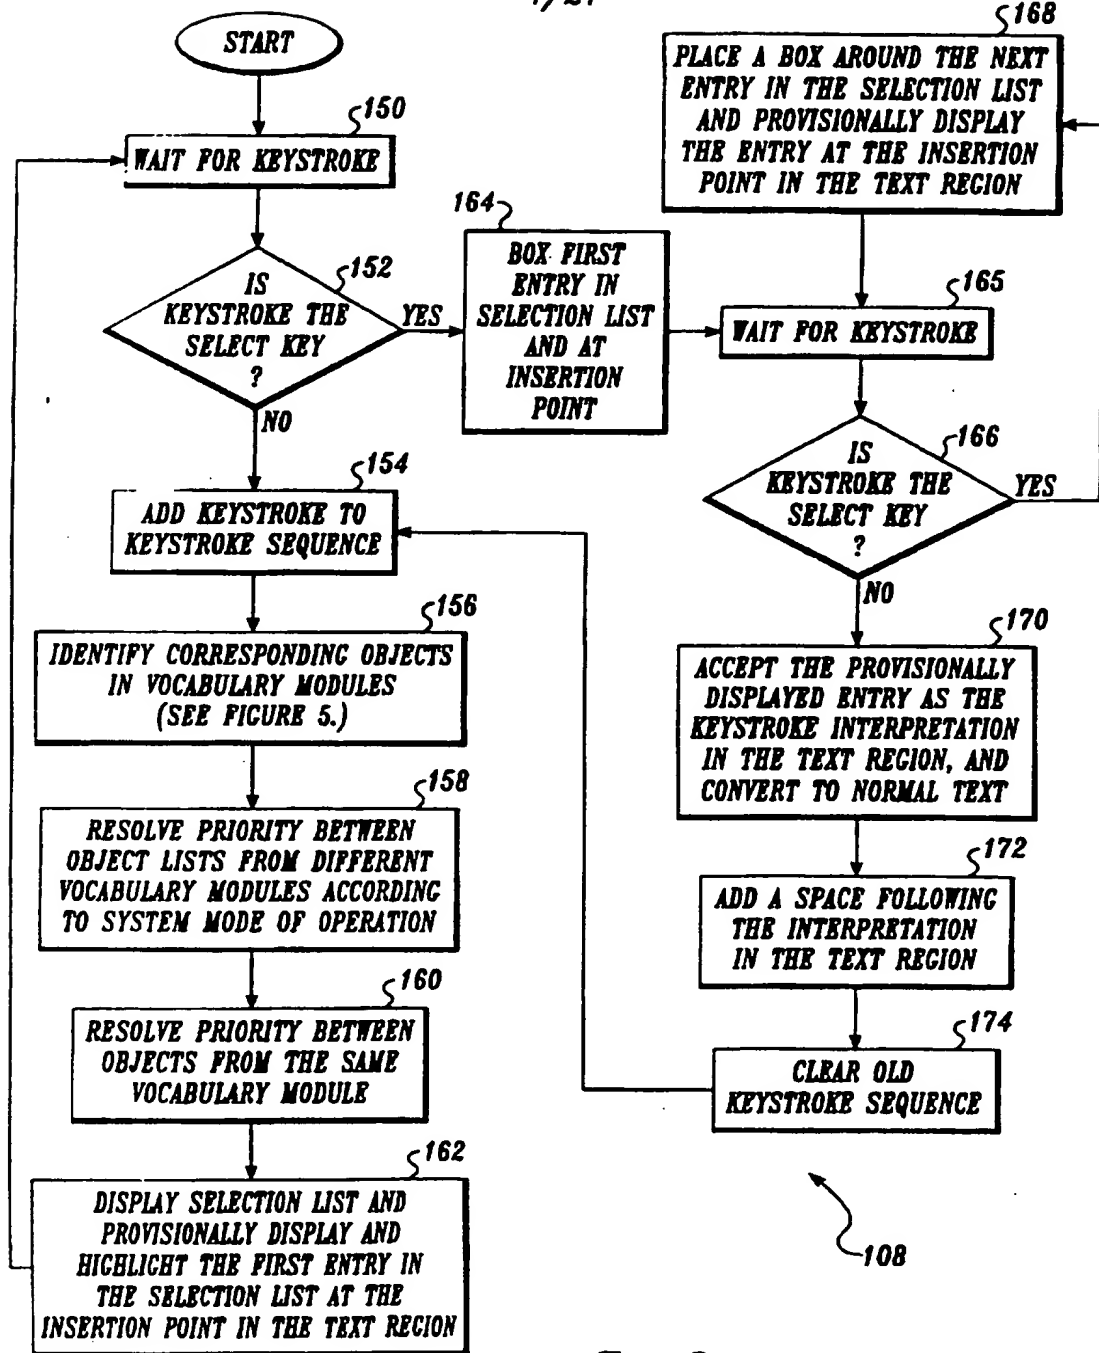 START
150
WAIT FOR KEYSTROKE
152
IS
KEYSTROKE THE
SELECT KEY
?
YES
NO
154
ADD KEYSTROKE TO
KEYSTROKE SEQUENCE
156
IDENTIFY CORRESPONDING OBJECTS
IN VOCABULARY MODULES
(SEE FIGURE 5.)
158
RESOLVE PRIORITY BETWEEN
OBJECT LISTS FROM DIFFERENT
VOCABULARY MODULES ACCORDING
TO SYSTEM MODE OF OPERATION
160
RESOLVE PRIORITY BETWEEN
OBJECTS FROM THE SAME
VOCABULARY MODULE
162
DISPLAY SELECTION LIST AND
PROVISIONALLY DISPLAY AND
HIGHLIGHT THE FIRST ENTRY IN
THE SELECTION LIST AT THE
INSERTION POINT IN THE TEXT REGION
164
BOX FIRST
ENTRY IN
SELECTION LIST
AND AT
INSERTION
POINT
168
PLACE A BOX AROUND THE NEXT
ENTRY IN THE SELECTION LIST
AND PROVISIONALLY DISPLAY
THE ENTRY AT THE INSERTION
POINT IN THE TEXT REGION
165
WAIT FOR KEYSTROKE
166
IS
KEYSTROKE THE
SELECT KEY
?
YES
NO
170
ACCEPT THE PROVISIONALLY
DISPLAYED ENTRY AS THE
KEYSTROKE INTERPRETATION
IN THE TEXT REGION, AND
CONVERT TO NORMAL TEXT
172
ADD A SPACE FOLLOWING
THE INTERPRETATION
IN THE TEXT REGION
174
CLEAR OLD
KEYSTROKE SEQUENCE
108